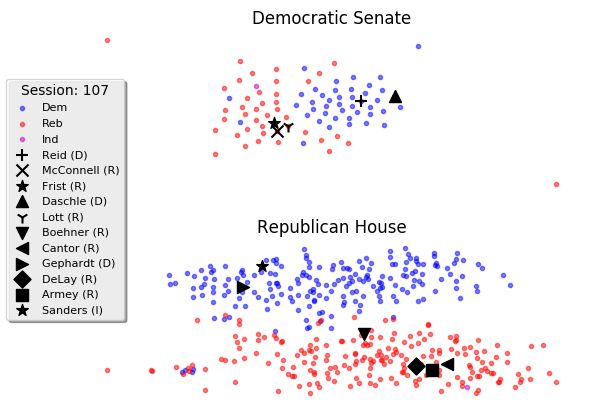 Democratic Senate
Session: 107
Dem
Reb
Ind
Reid (D)
McConnell (R)
Frist (R)
Daschle (D)
Lott (R)
Boehner (R)
Cantor (R)
Gephardt (D)
DeLay (R)
Armey (R)
Sanders (I)
Republican House